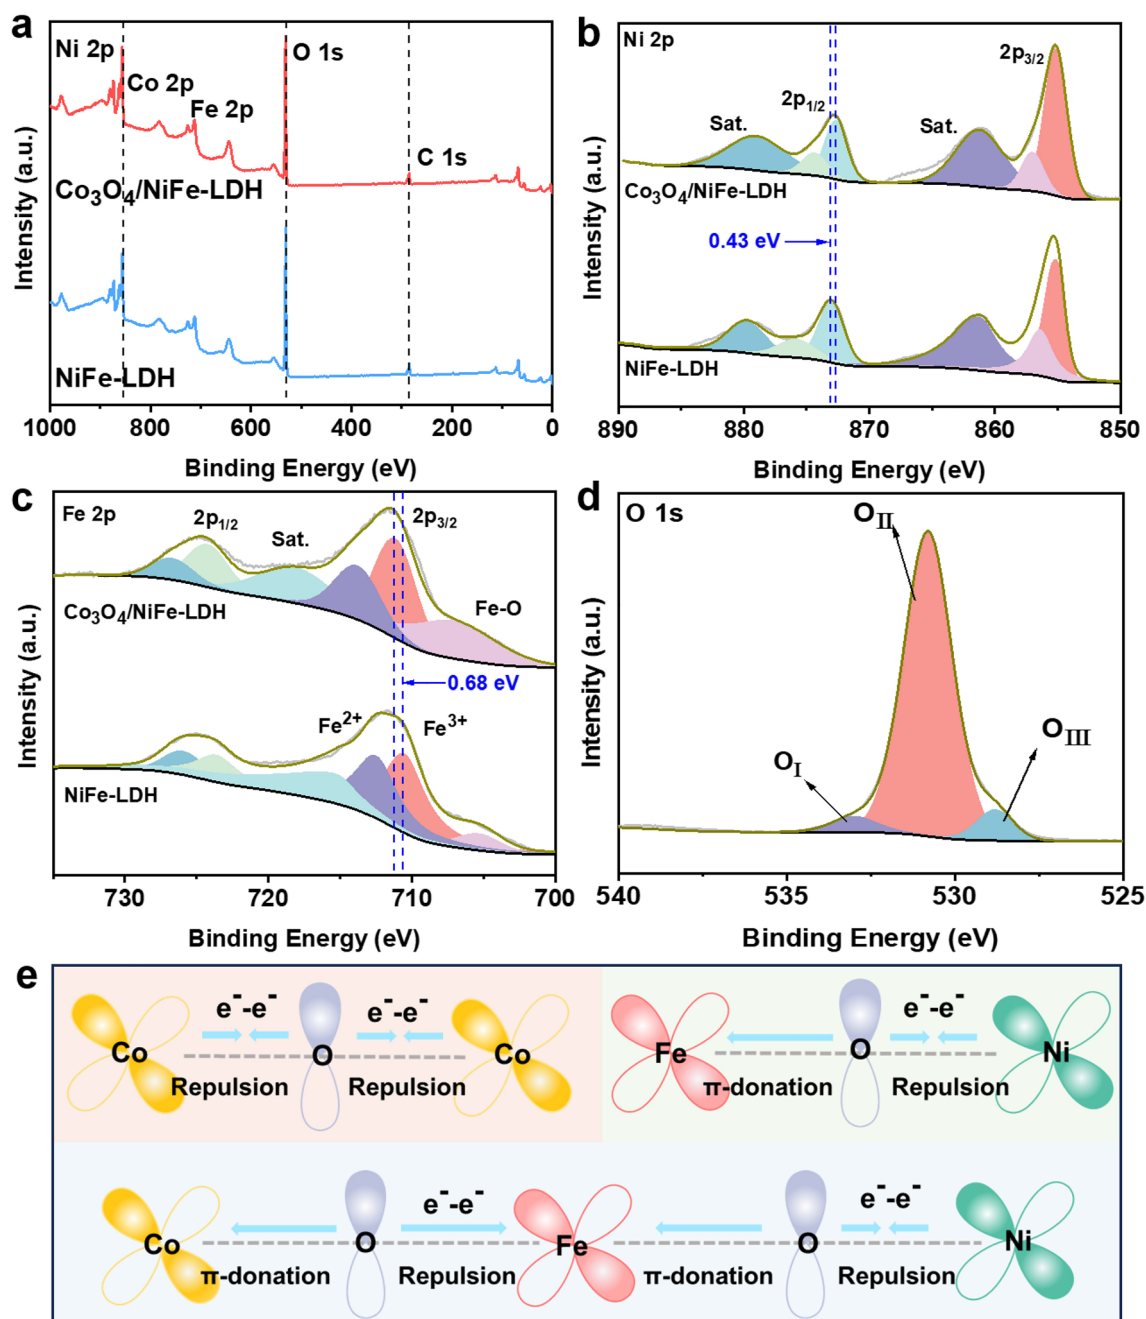 a
Ni 2p
Co 2p
Fe 2p
O 1s
C 1s
Co₃O₄/NiFe-LDH
NiFe-LDH
1000 800 600 400 200 0
Binding Energy (eV)
Intensity (a.u.)
b
Ni 2p
2p₃/₂
2p₁/₂
Sat.
Sat.
Co₃O₄/NiFe-LDH
0.43 eV
NiFe-LDH
890 880 870 860 850
Binding Energy (eV)
Intensity (a.u.)
c
Fe 2p
2p₁/₂
Sat.
2p₃/₂
Fe-O
Co₃O₄/NiFe-LDH
0.68 eV
Fe²⁺
Fe³⁺
NiFe-LDH
730 720 710 700
Binding Energy (eV)
Intensity (a.u.)
d
O 1s
O_II
O_I
O_III
540 535 530 525
Binding Energy (eV)
Intensity (a.u.)
e
e⁻-e⁻ e⁻-e⁻
Co O Co
Repulsion Repulsion
e⁻-e⁻
Fe O Ni
π-donation Repulsion
e⁻-e⁻ e⁻-e⁻
Co O Fe O Ni
π-donation Repulsion π-donation Repulsion